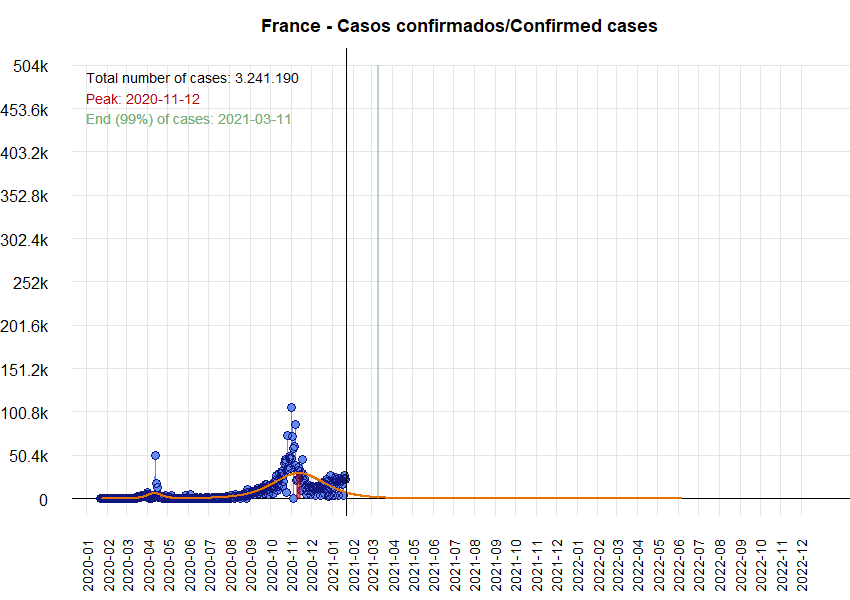 France - Casos confirmados/Confirmed cases
Total number of cases: 3.241.190
Peak: 2020-11-12
End (99%) of cases: 2021-03-11
504k
453.6k
403.2k
352.8k
302.4k
252k
201.6k
151.2k
100.8k
50.4k
0
2020-01
2020-02
2020-03
2020-04
2020-05
2020-06
2020-07
2020-08
2020-09
2020-10
2020-11
2020-12
2021-01
2021-02
2021-03
2021-04
2021-05
2021-06
2021-07
2021-08
2021-09
2021-10
2021-11
2021-12
2022-01
2022-02
2022-03
2022-04
2022-05
2022-06
2022-07
2022-08
2022-09
2022-10
2022-11
2022-12